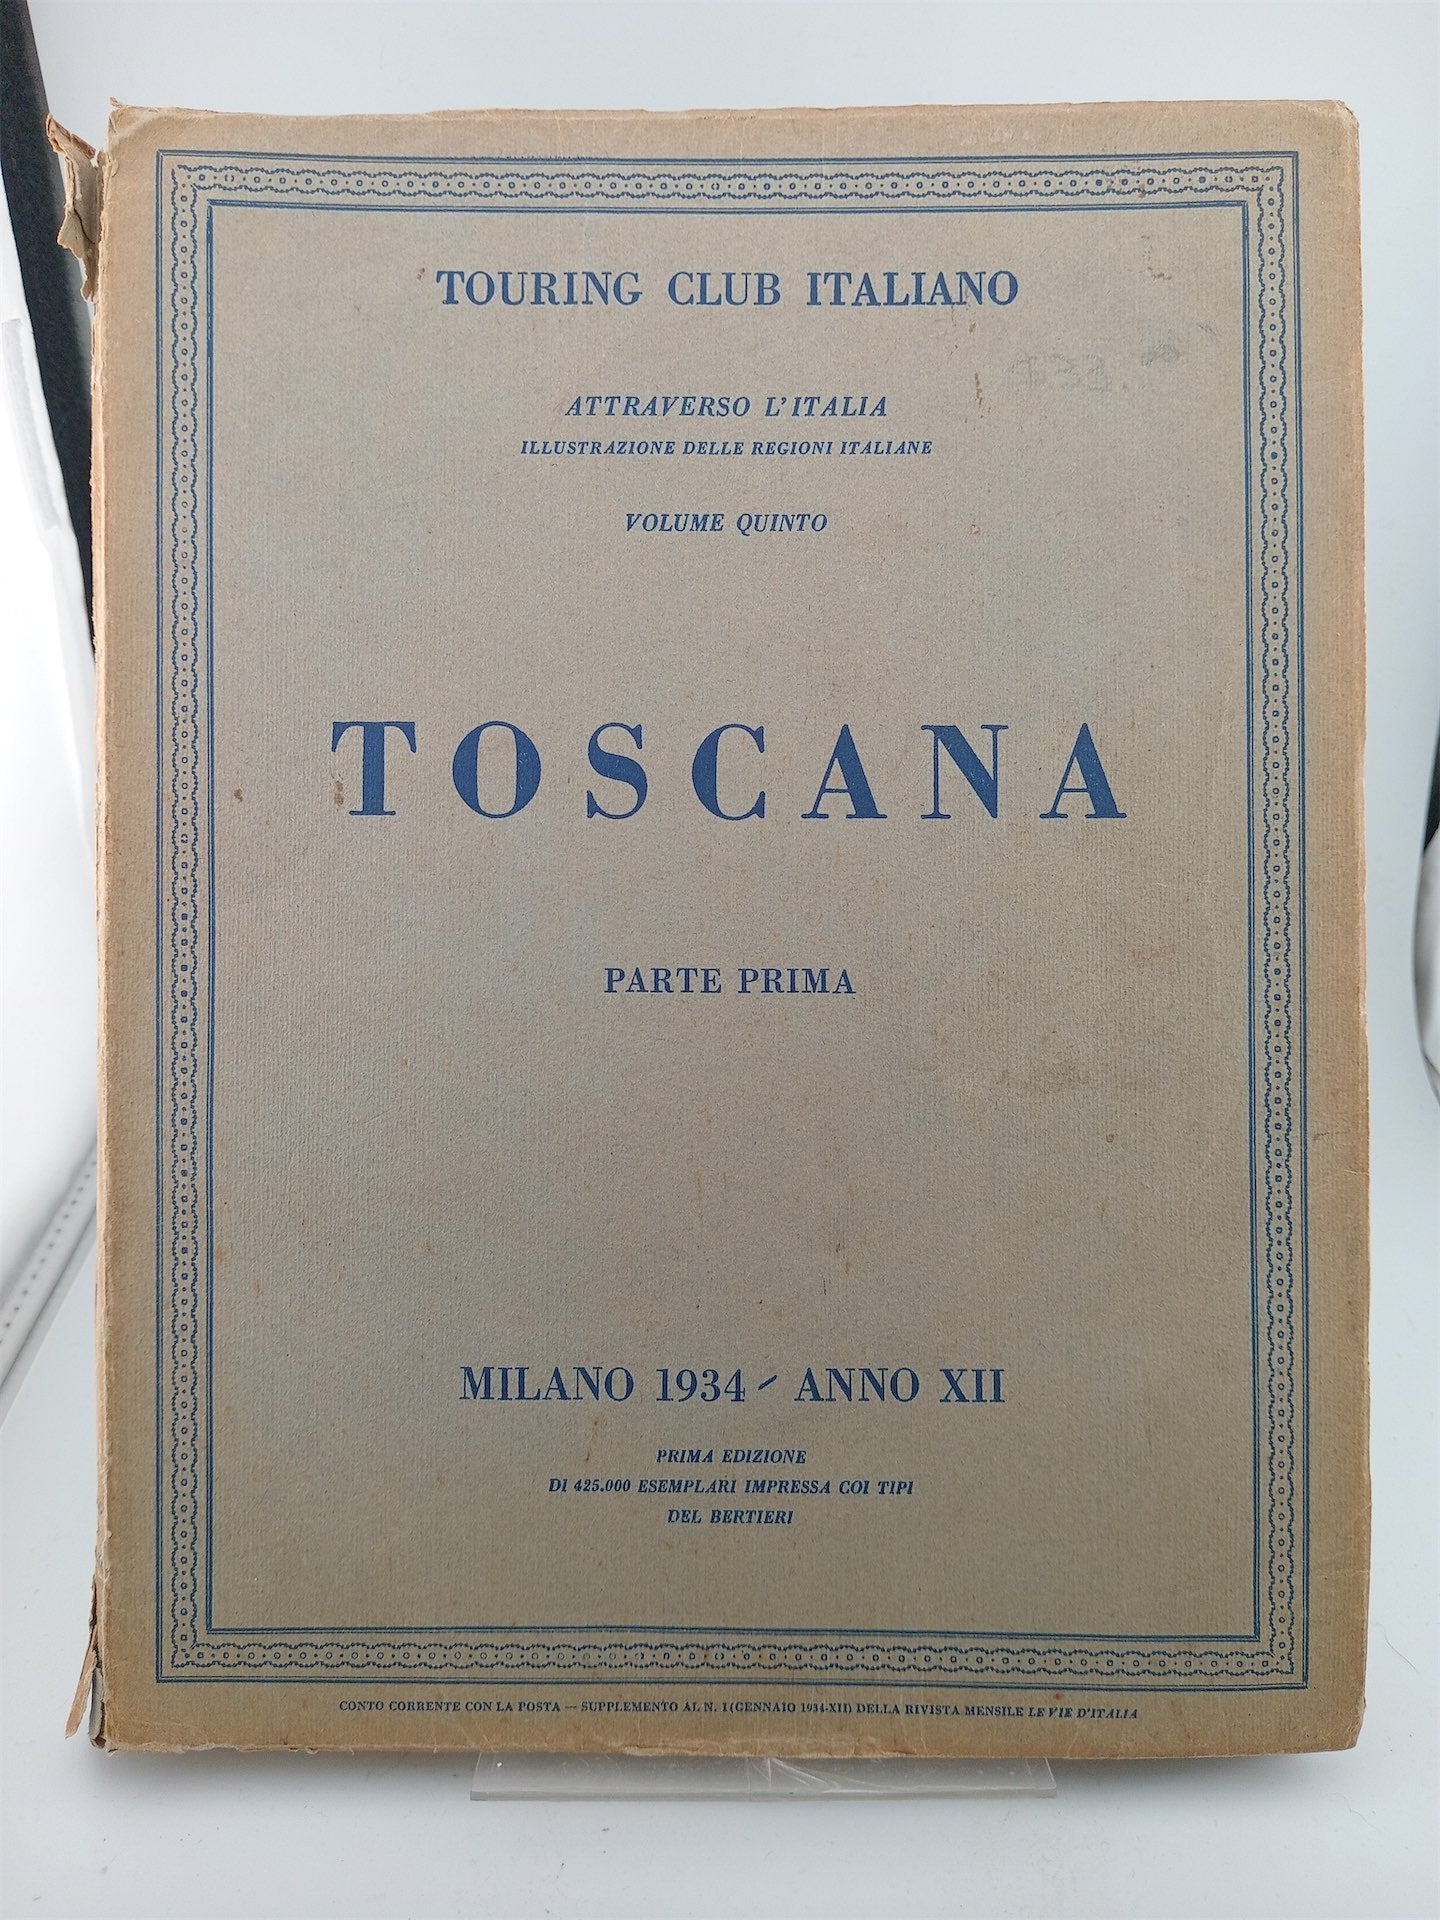 TOURING CLUB ITALIANO
ATTRAVERSO L'ITALIA
ILLUSTRAZIONE DELLE REGIONI ITALIANE
VOLUME QUINTO
TOSCANA
PARTE PRIMA
MILANO 1934 - ANNO XII
PRIMA EDIZIONE
DI 425.000 ESEMPLARI IMPRESSA COI TIPI
DEL BERTIERI
CONTO CORRENTE CON LA POSTA — SUPPLEMENTO AL N. 1 (GENNAIO 1934-XII) DELLA RIVISTA MENSILE LE VIE D'ITALIA